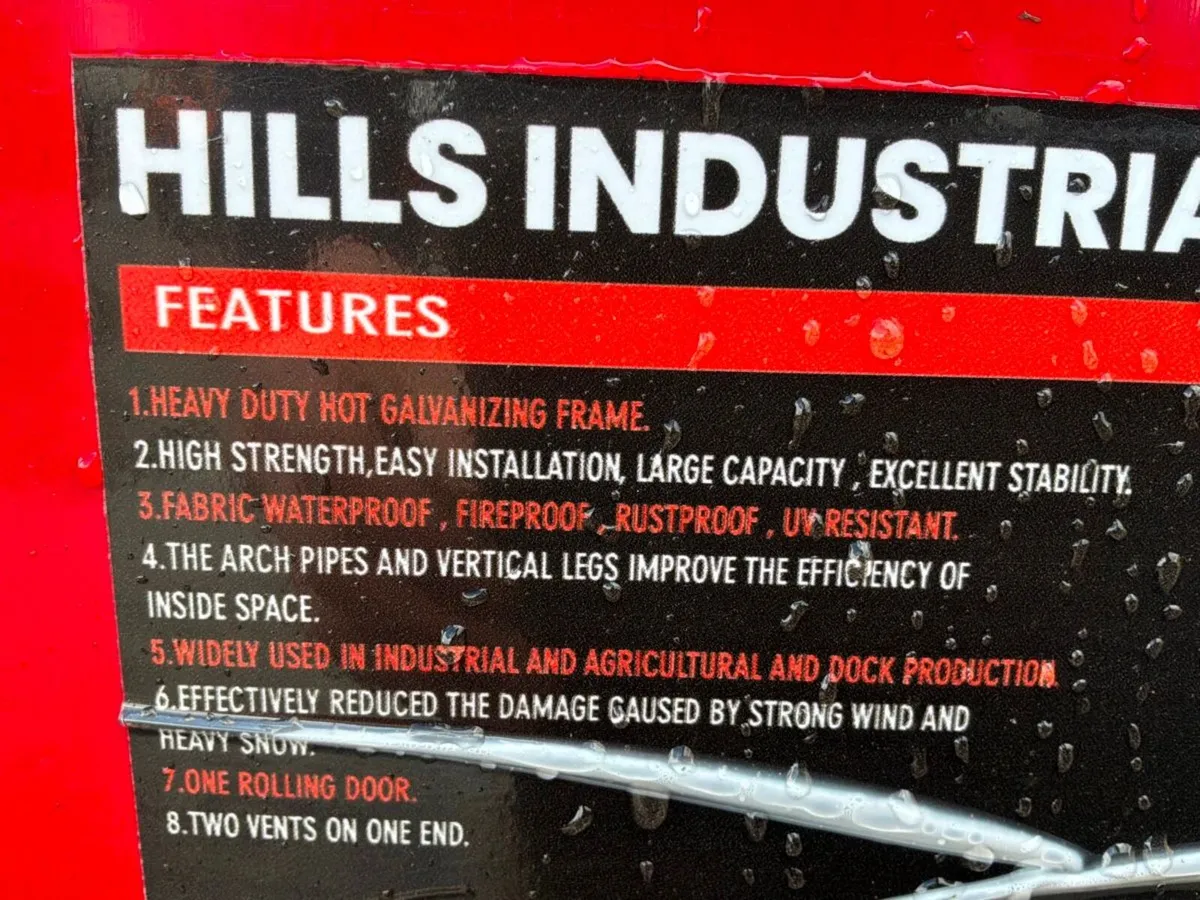 HILLS INDUSTRIA
FEATURES
1.HEAVY DUTY HOT GALVANIZING FRAME.
2.HIGH STRENGTH,EASY INSTALLATION, LARGE CAPACITY , EXCELLENT STABILITY.
3.FABRIC WATERPROOF , FIREPROOF , RUSTPROOF , UV RESISTANT.
4.THE ARCH PIPES AND VERTICAL LEGS IMPROVE THE EFFICIENCY OF
INSIDE SPACE.
5.WIDELY USED IN INDUSTRIAL AND AGRICULTURAL AND DOCK PRODUCTION.
6.EFFECTIVELY REDUCED THE DAMAGE GAUSED BY STRONG WIND AND
HEAVY SNOW.
7.ONE ROLLING DOOR.
8.TWO VENTS ON ONE END.